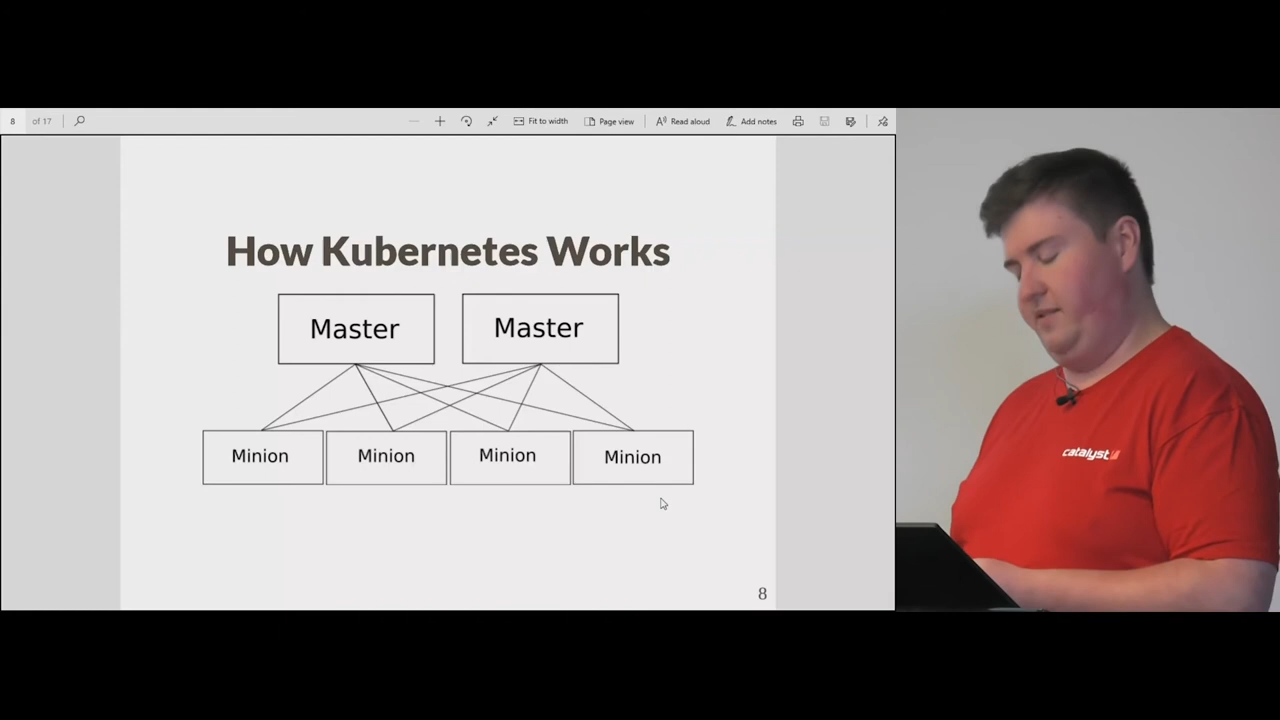 8 of 17 Fit to width Page view Read aloud Add notes
How Kubernetes Works
Master Master
Minion Minion Minion Minion
8
catalyst